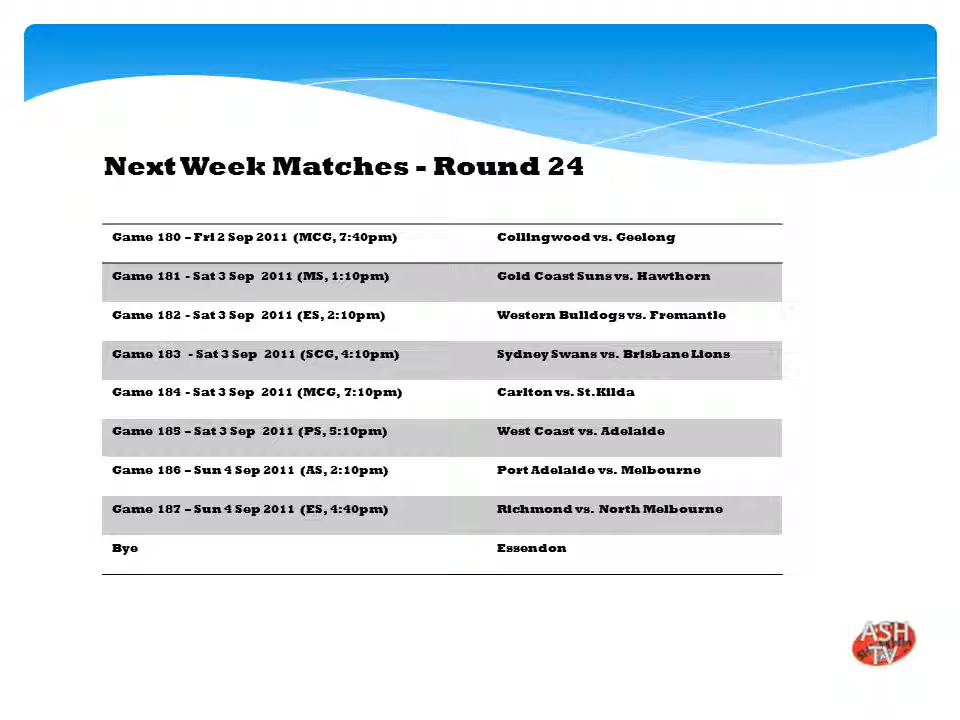 Next Week Matches - Round 24
Game 180 – Fri 2 Sep 2011 (MCG, 7:40pm) Collingwood vs. Geelong
Game 181 - Sat 3 Sep 2011 (MS, 1:10pm) Gold Coast Suns vs. Hawthorn
Game 182 - Sat 3 Sep 2011 (ES, 2:10pm) Western Bulldogs vs. Fremantle
Game 183 - Sat 3 Sep 2011 (SCG, 4:10pm) Sydney Swans vs. Brisbane Lions
Game 184 - Sat 3 Sep 2011 (MCG, 7:10pm) Carlton vs. St.Kilda
Game 185 – Sat 3 Sep 2011 (PS, 5:10pm) West Coast vs. Adelaide
Game 186 – Sun 4 Sep 2011 (AS, 2:10pm) Port Adelaide vs. Melbourne
Game 187 – Sun 4 Sep 2011 (ES, 4:40pm) Richmond vs. North Melbourne
Bye Essendon
ASH
TV